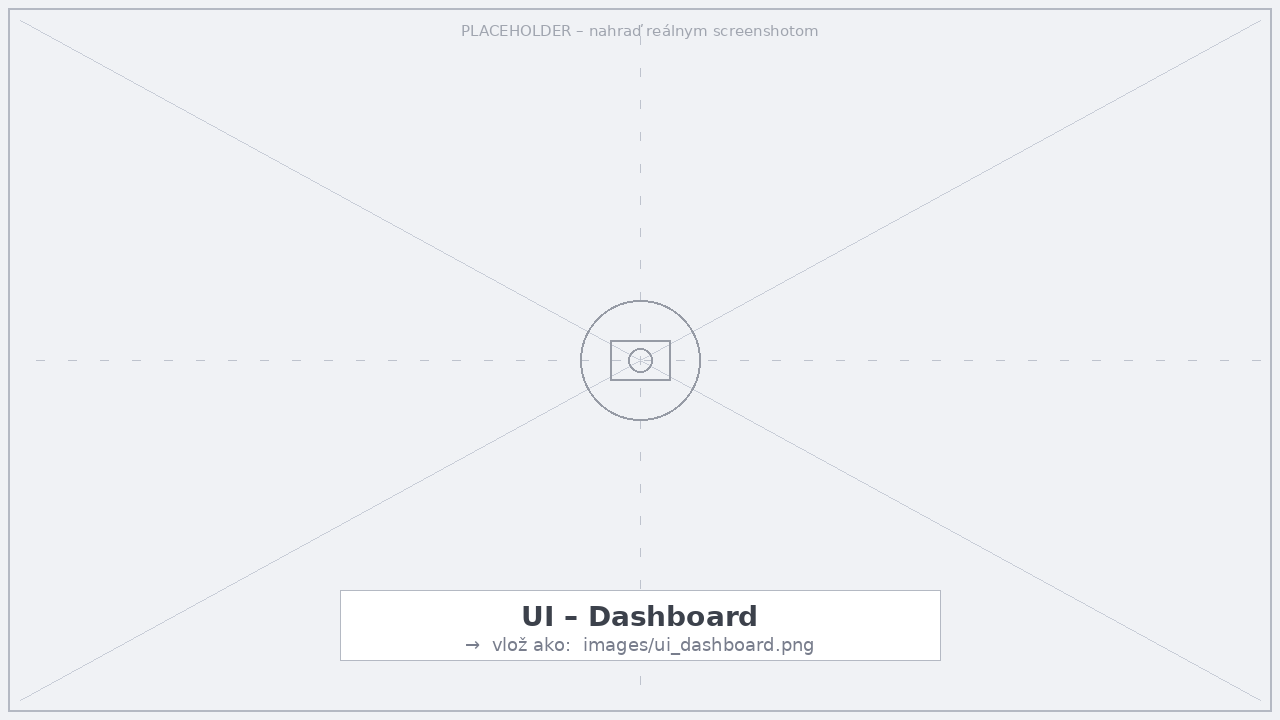 PLACEHOLDER – nahraď reálnym screenshotom
UI – Dashboard
→ vlož ako: images/ui_dashboard.png